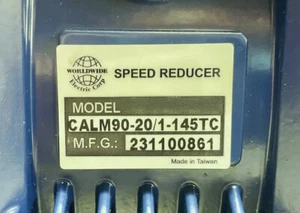 WORLDWIDE
Electric Corp
SPEED REDUCER
MODEL
CALM90-20/1-145TC
M.F.G.: 231100861
Made in Taiwan